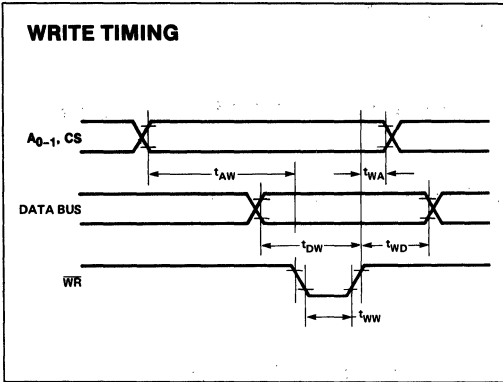 WRITE TIMING
A0–1, CS
tAW
tWA
DATA BUS
tDW
tWD
WR
tWW